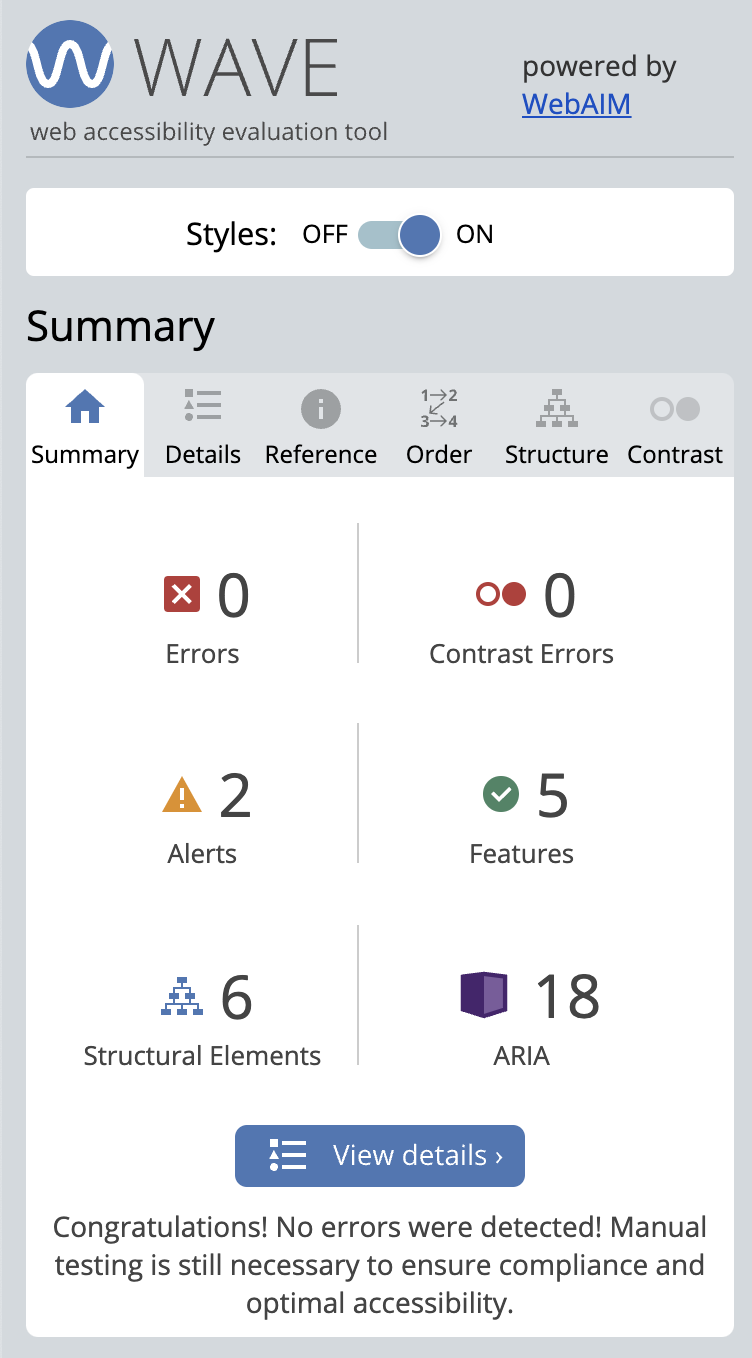 WAVE
powered by
WebAIM
web accessibility evaluation tool
Styles: OFF ON
Summary
1 2
3 4
Summary Details Reference Order Structure Contrast
0 0
Errors Contrast Errors
2 5
Alerts Features
6 18
Structural Elements ARIA
View details ›
Congratulations! No errors were detected! Manual
testing is still necessary to ensure compliance and
optimal accessibility.